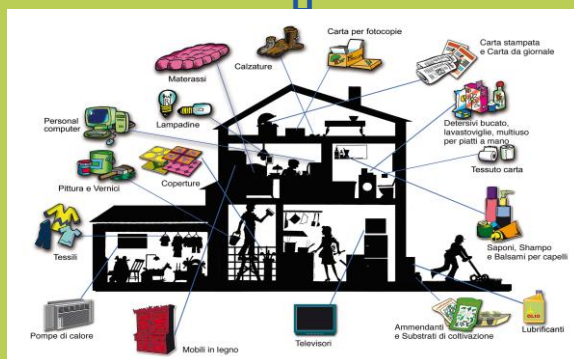 Carta per fotocopie
Carta stampata
e Carta da giornale
Calzature
Materassi
Lampadine
Personal
computer
Detersivi bucato,
lavastoviglie, multiuso
per piatti a mano
Tessuto carta
Pittura e Vernici
Coperture
Tessili
Saponi, Shampo
e Balsami per capelli
Pompe di calore
Mobili in legno
Televisori
Ammendanti
e Substrati di coltivazione
Lubrificanti
OLIO